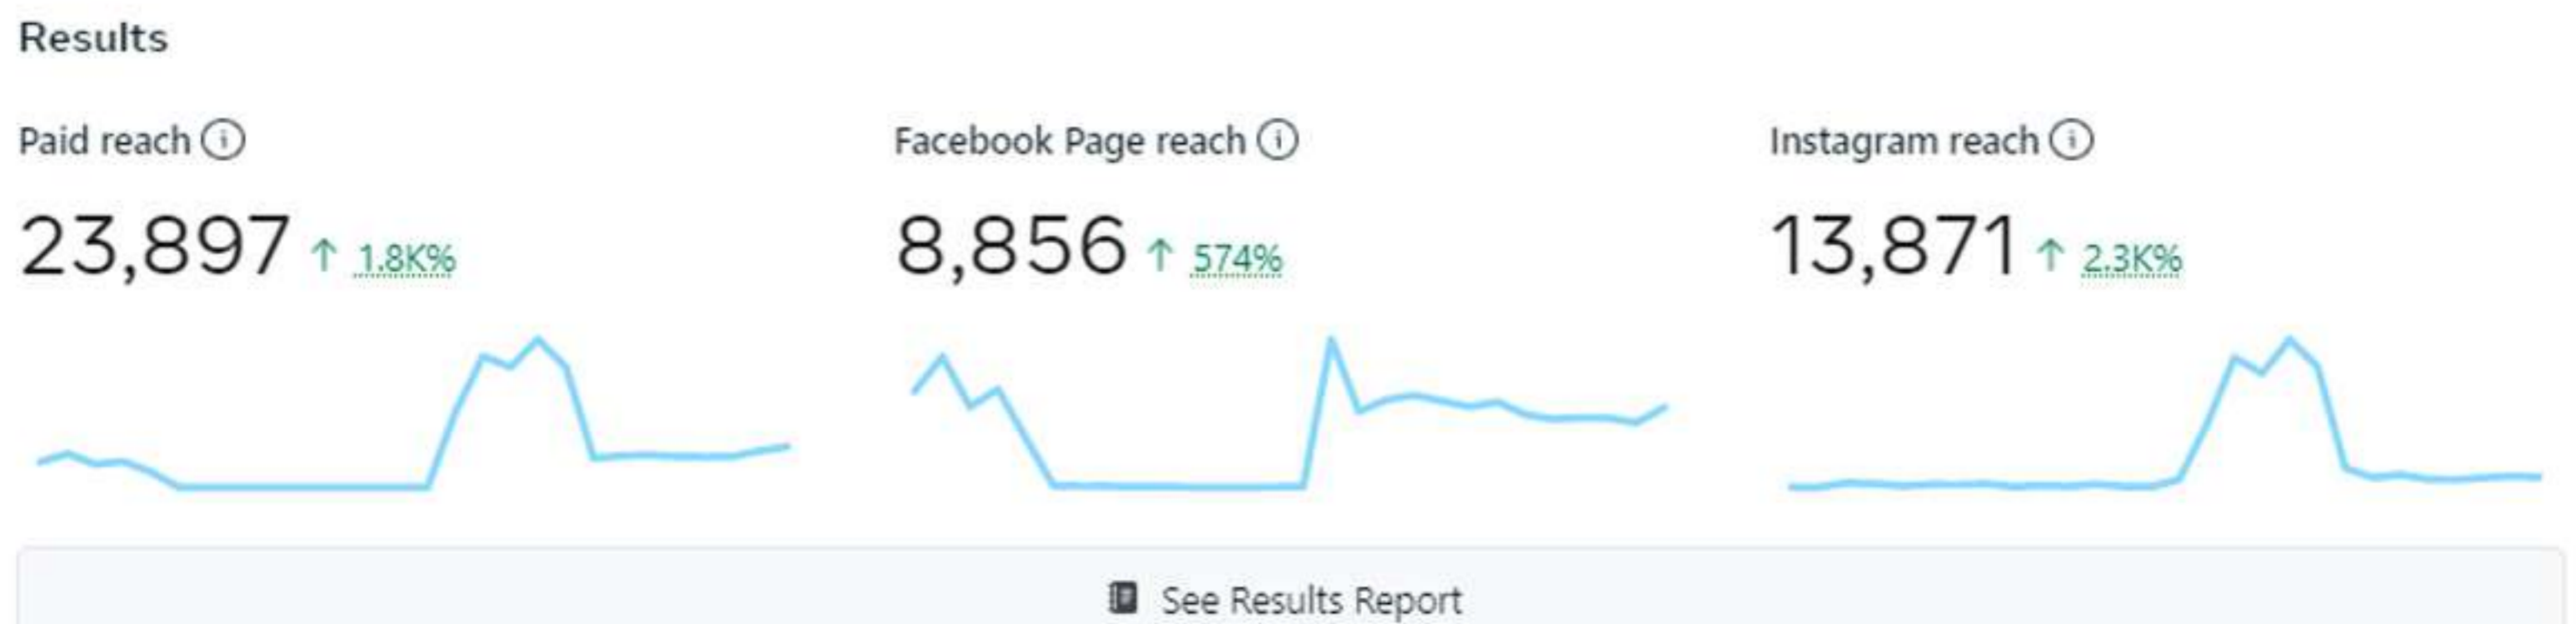 Results
Paid reach
Facebook Page reach
Instagram reach
23,897 ↑ 1.8K%
8,856 ↑ 574%
13,871 ↑ 2.3K%
See Results Report